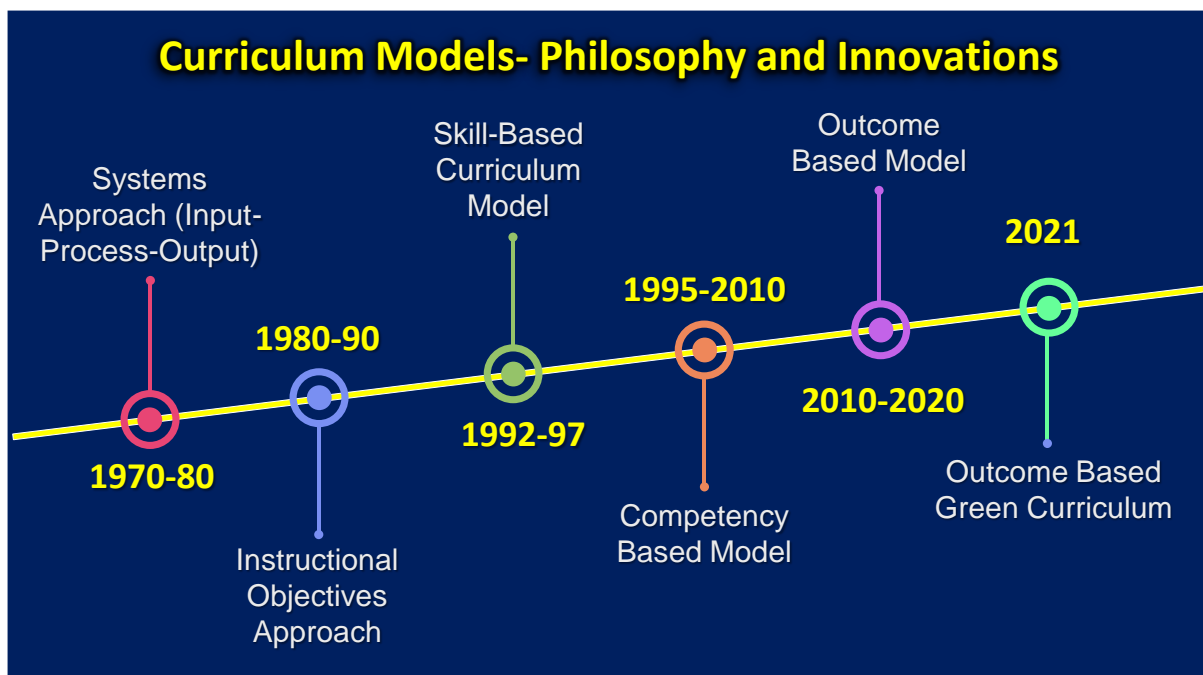 Curriculum Models- Philosophy and Innovations
Systems
Approach (Input-
Process-Output)
1970-80
1980-90
Instructional
Objectives
Approach
Skill-Based
Curriculum
Model
1992-97
1995-2010
Competency
Based Model
Outcome
Based Model
2010-2020
2021
Outcome Based
Green Curriculum